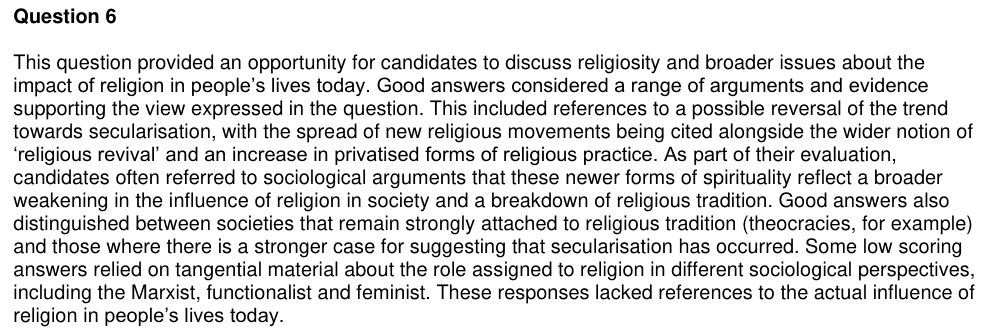 Question 6
This question provided an opportunity for candidates to discuss religiosity and broader issues about the
impact of religion in people's lives today. Good answers considered a range of arguments and evidence
supporting the view expressed in the question. This included references to a possible reversal of the trend
towards secularisation, with the spread of new religious movements being cited alongside the wider notion of
'religious revival' and an increase in privatised forms of religious practice. As part of their evaluation,
candidates often referred to sociological arguments that these newer forms of spirituality reflect a broader
weakening in the influence of religion in society and a breakdown of religious tradition. Good answers also
distinguished between societies that remain strongly attached to religious tradition (theocracies, for example)
and those where there is a stronger case for suggesting that secularisation has occurred. Some low scoring
answers relied on tangential material about the role assigned to religion in different sociological perspectives,
including the Marxist, functionalist and feminist. These responses lacked references to the actual influence of
religion in people's lives today.